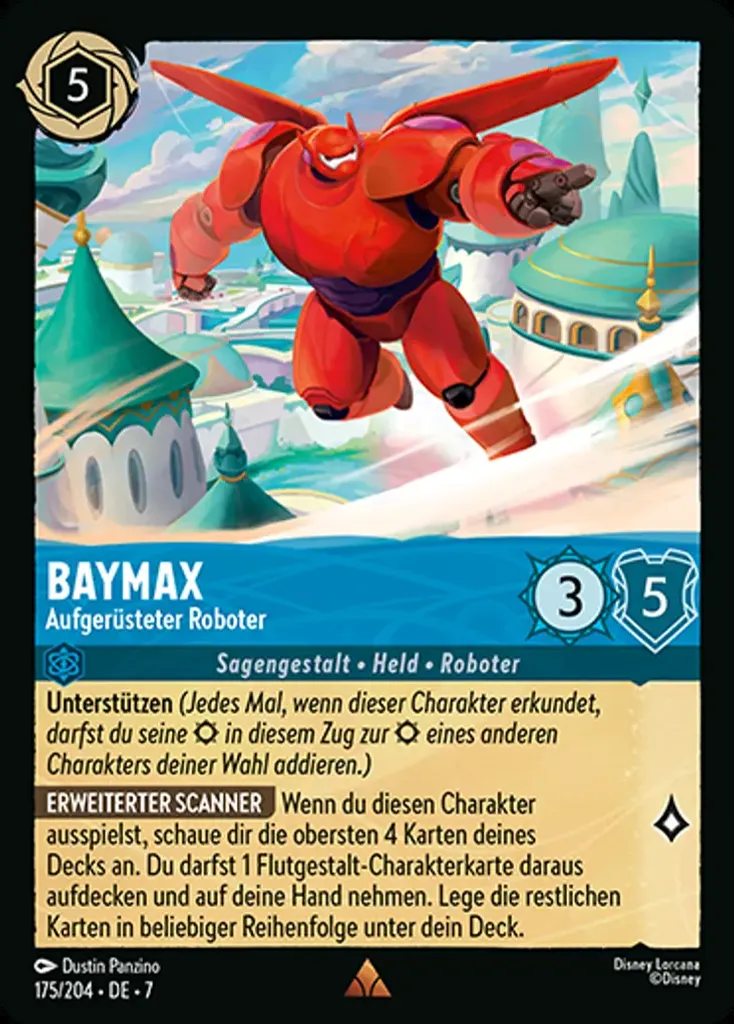 5
BAYMAX
Aufgerüsteter Roboter
3
5
Sagengestalt • Held • Roboter
Unterstützen (Jedes Mal, wenn dieser Charakter erkundet,
darfst du seine in diesem Zug zur eines anderen
Charakters deiner Wahl addieren.)
ERWEITERTER SCANNER Wenn du diesen Charakter
ausspielst, schaue dir die obersten 4 Karten deines
Decks an. Du darfst 1 Flutgestalt-Charakterkarte daraus
aufdecken und auf deine Hand nehmen. Lege die restlichen
Karten in beliebiger Reihenfolge unter dein Deck.
Dustin Panzino
175/204 • DE • 7
Disney Lorcana
©Disney